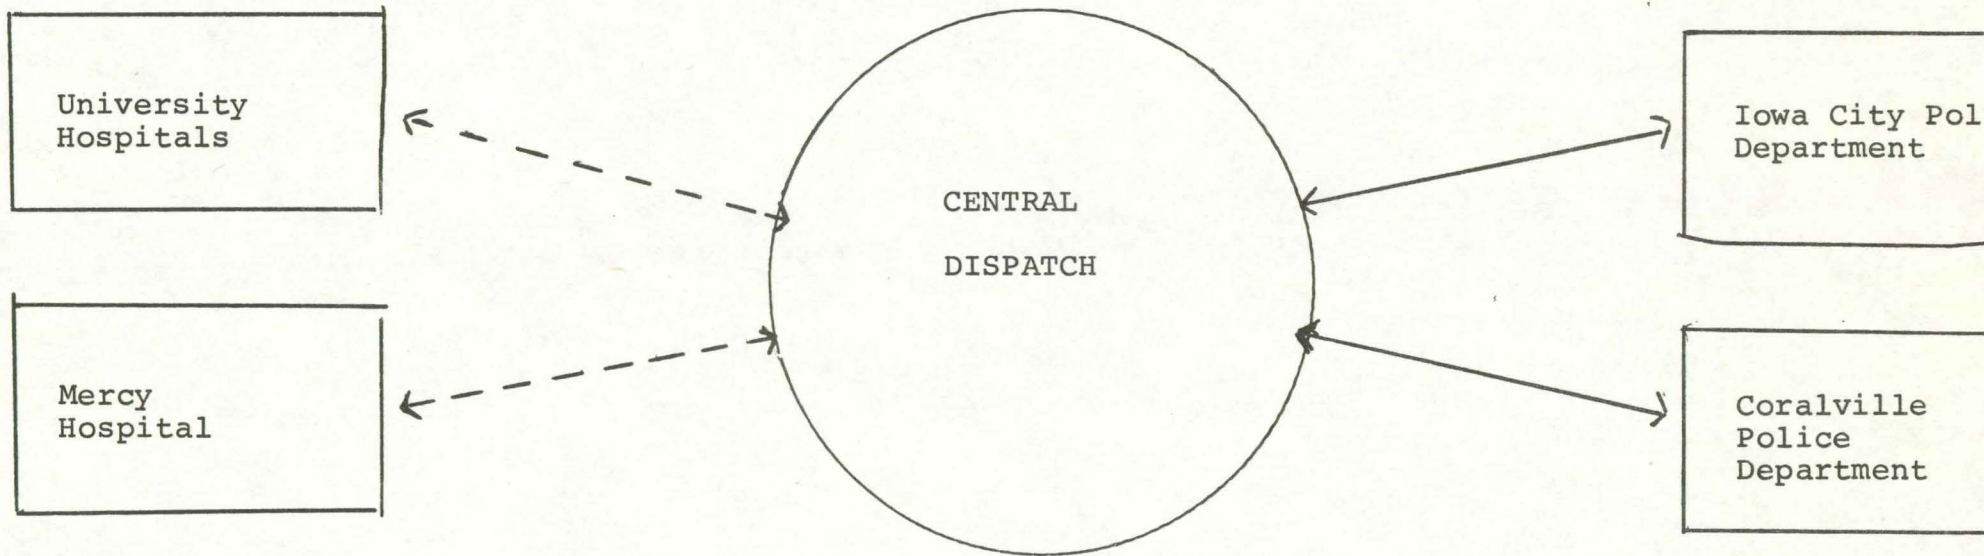 University
Hospitals
CENTRAL
DISPATCH
Iowa City Pol
Department
Mercy
Hospital
Coralville
Police
Department